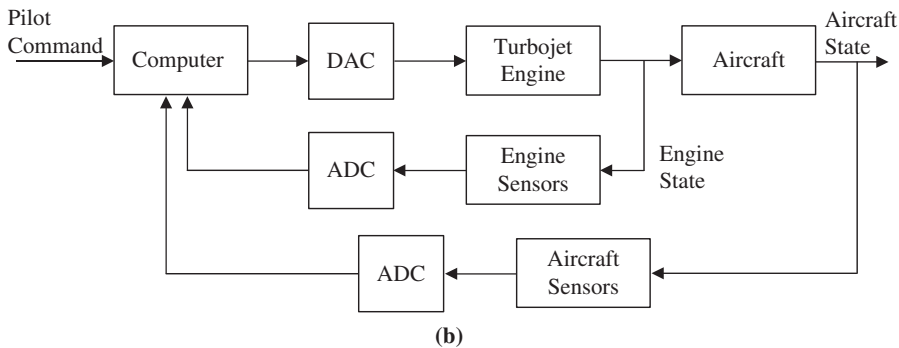 Pilot
Command
Computer
DAC
Turbojet
Engine
Aircraft
Aircraft
State
ADC
Engine
Sensors
Engine
State
ADC
Aircraft
Sensors
(b)